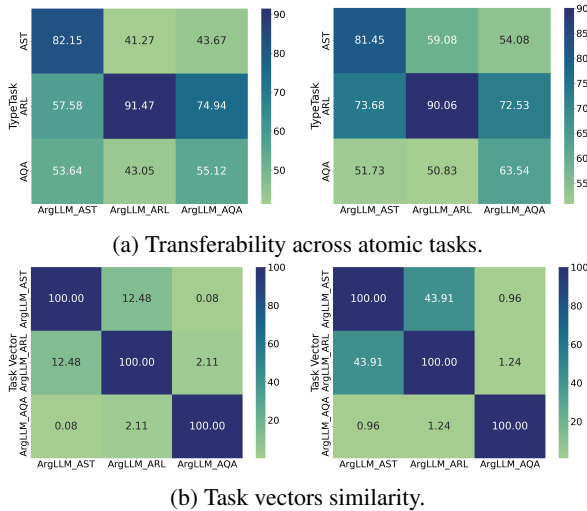 AST
82.15 41.27 43.67
TypeTask
ARL
57.58 91.47 74.94
AQA
53.64 43.05 55.12
ArgLLM_AST ArgLLM_ARL ArgLLM_AQA
90
80
70
60
50
AST
81.45 59.08 54.08
TypeTask
ARL
73.68 90.06 72.53
AQA
51.73 50.83 63.54
ArgLLM_AST ArgLLM_ARL ArgLLM_AQA
90
85
80
75
70
65
60
55
(a) Transferability across atomic tasks.
ArgLLM_AST
100.00 12.48 0.08
Task Vector
ArgLLM_ARL
12.48 100.00 2.11
ArgLLM_AQA
0.08 2.11 100.00
ArgLLM_AST ArgLLM_ARL ArgLLM_AQA
100
80
60
40
20
ArgLLM_AST
100.00 43.91 0.96
Task Vector
ArgLLM_ARL
43.91 100.00 1.24
ArgLLM_AQA
0.96 1.24 100.00
ArgLLM_AST ArgLLM_ARL ArgLLM_AQA
100
80
60
40
20
(b) Task vectors similarity.